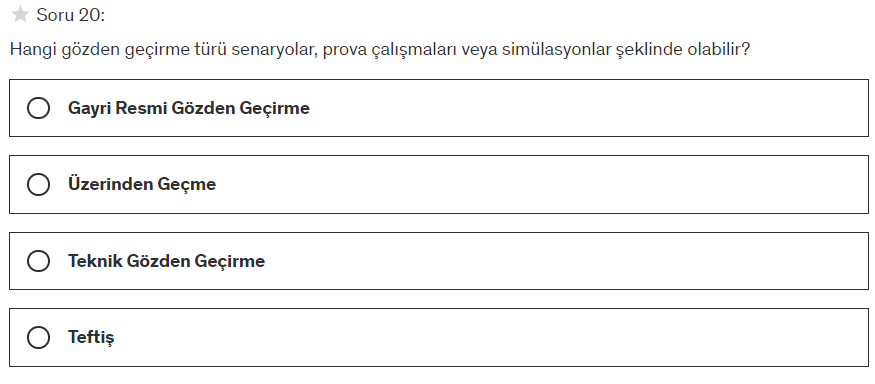 Soru 20:
Hangi gözden geçirme türü senaryolar, prova çalışmaları veya simülasyonlar şeklinde olabilir?
Gayri Resmi Gözden Geçirme
Üzerinden Geçme
Teknik Gözden Geçirme
Teftiş